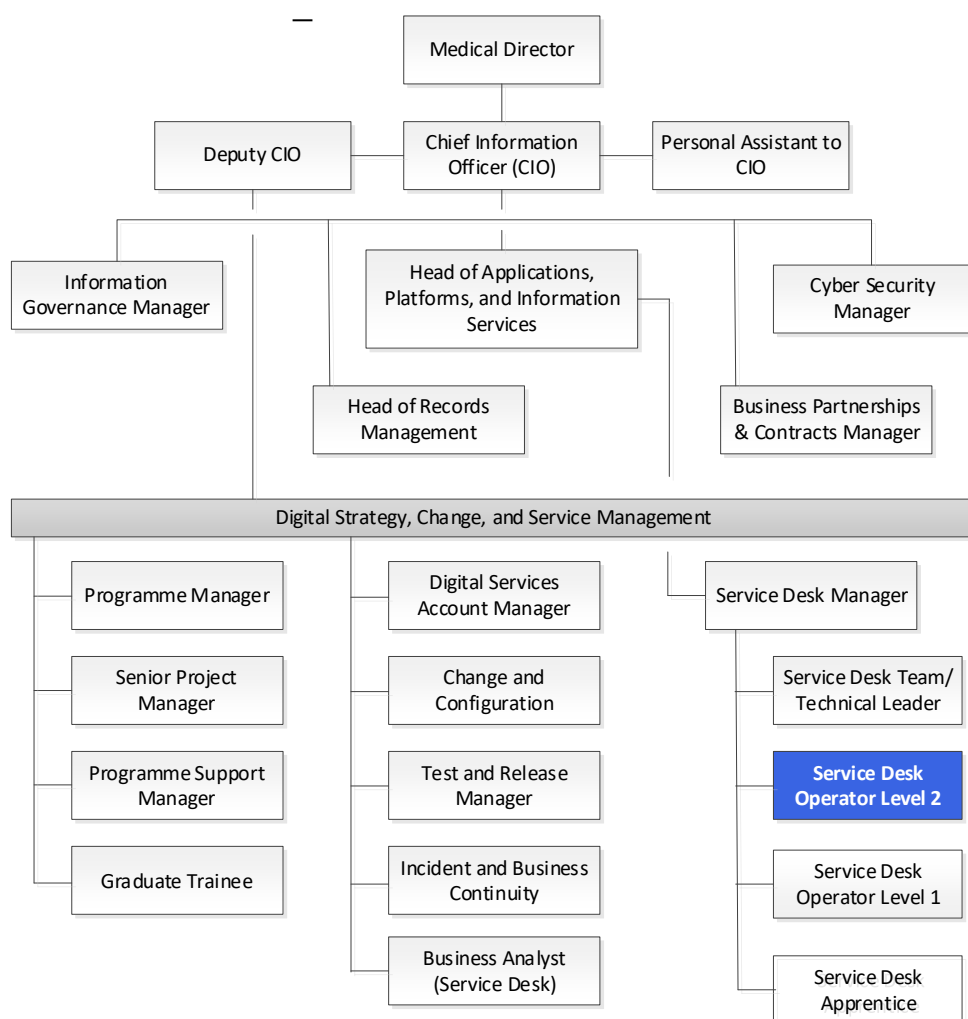 Medical Director
Deputy CIO
Chief Information
Officer (CIO)
Personal Assistant to
CIO
Information
Governance Manager
Head of Applications,
Platforms, and Information
Services
Cyber Security
Manager
Head of Records
Management
Business Partnerships
& Contracts Manager
Digital Strategy, Change, and Service Management
Programme Manager
Senior Project
Manager
Programme Support
Manager
Graduate Trainee
Digital Services
Account Manager
Change and
Configuration
Test and Release
Manager
Incident and Business
Continuity
Business Analyst
(Service Desk)
Service Desk Manager
Service Desk Team/
Technical Leader
Service Desk
Operator Level 2
Service Desk
Operator Level 1
Service Desk
Apprentice